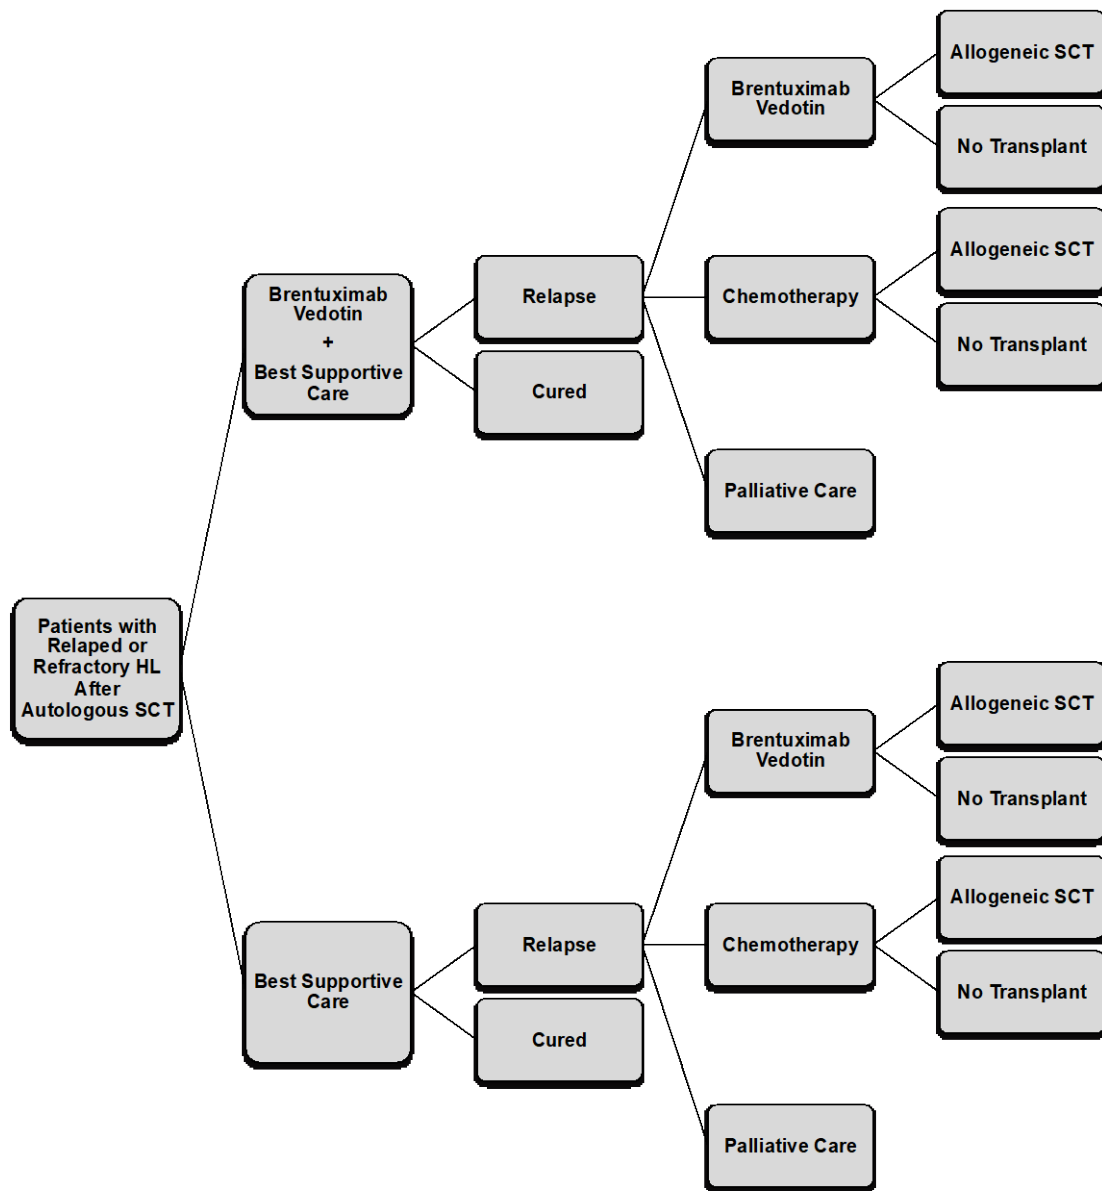 Allogeneic SCT
Brentuximab
Vedotin
No Transplant
Allogeneic SCT
Brentuximab
Vedotin
+
Best Supportive
Care
Relapse
Chemotherapy
No Transplant
Cured
Palliative Care
Patients with
Relaped or
Refractory HL
After
Autologous SCT
Allogeneic SCT
Brentuximab
Vedotin
No Transplant
Allogeneic SCT
Best Supportive
Care
Relapse
Chemotherapy
No Transplant
Cured
Palliative Care